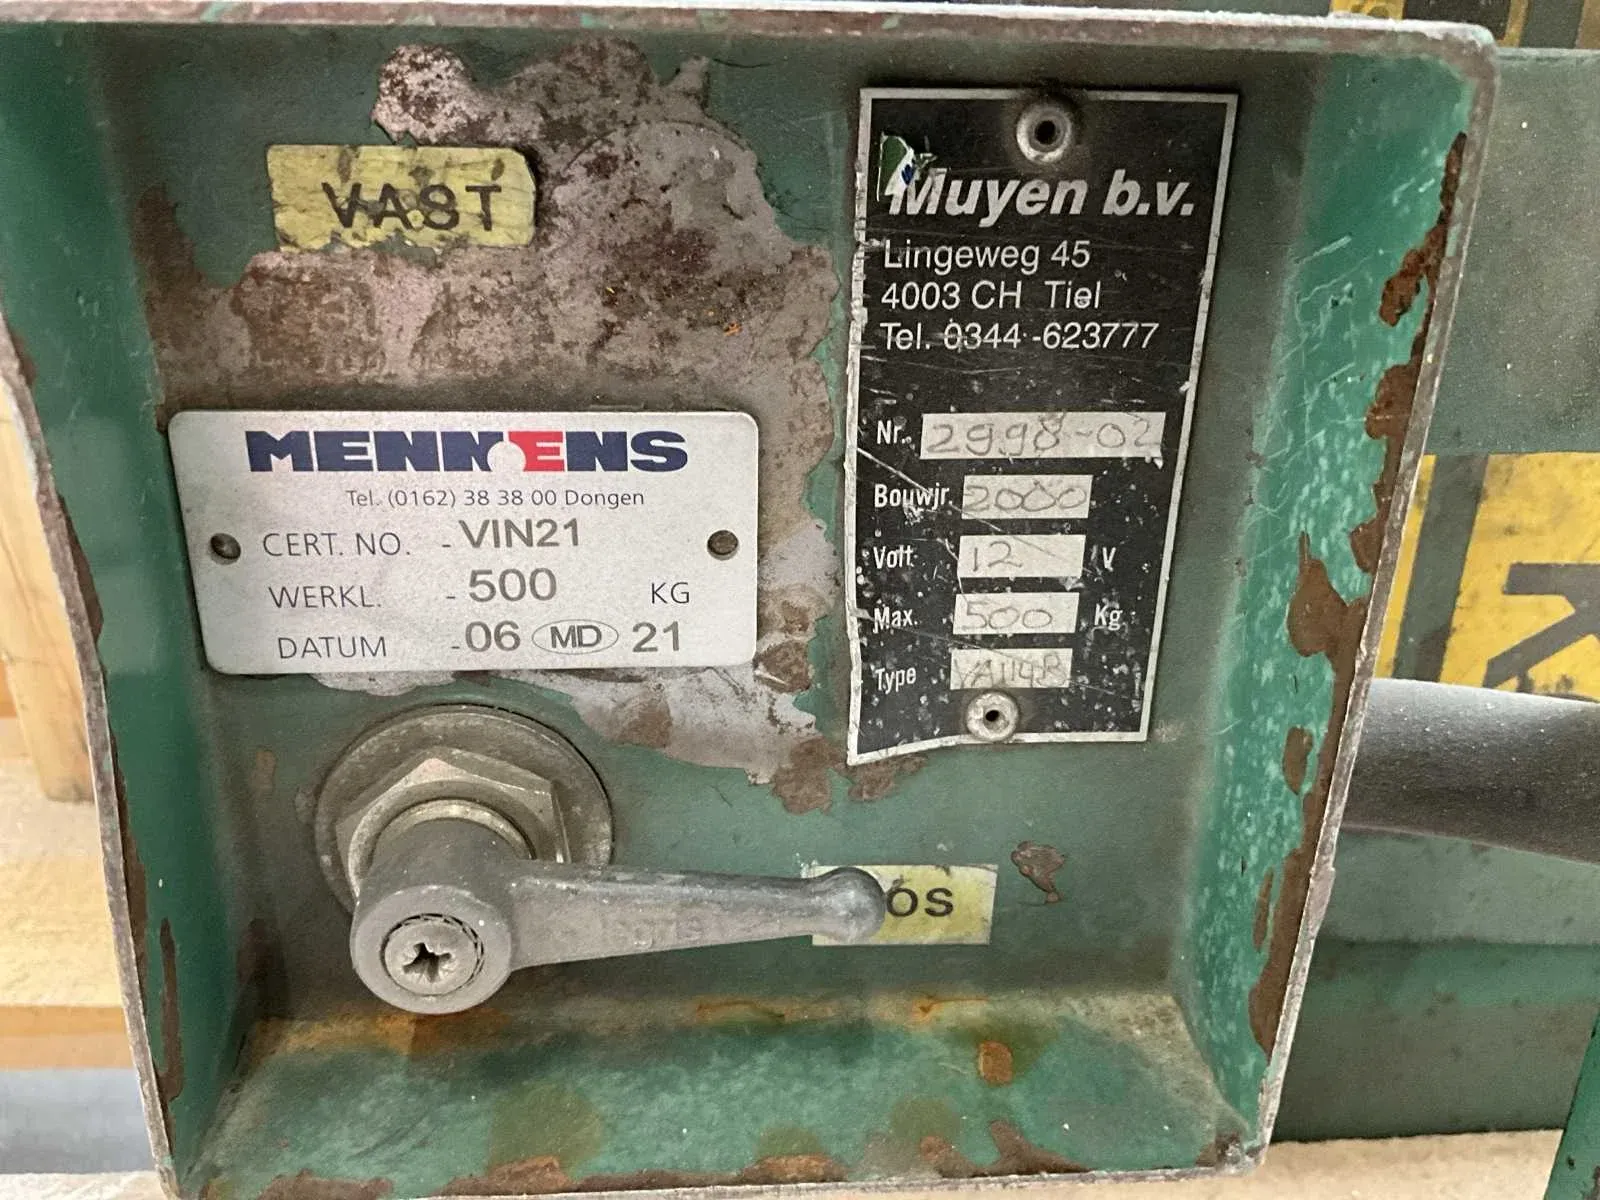 VAST
MENNENS
Tel. (0162) 38 38 00 Dongen
CERT. NO. - VIN21
WERKL. - 500 KG
DATUM -06 MD 21
Muyen b.v.
Lingeweg 45
4003 CH Tiel
Tel. 0344-623777
Nr. 2998-02
Bouwjr. 2000
Volt 12 V
Max. 500 Kg
Type
OS